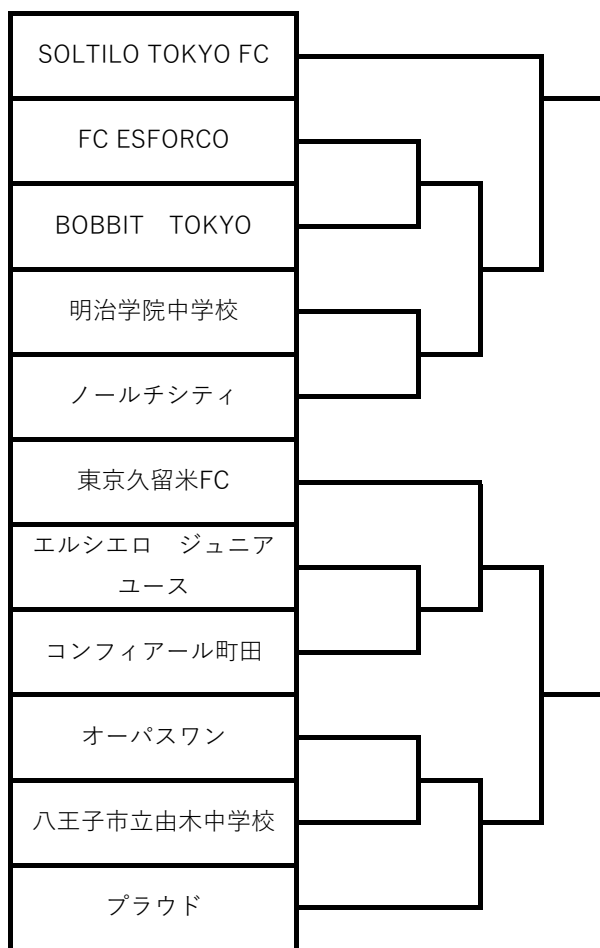 SOLTILO TOKYO FC
FC ESFORCO
BOBBIT　TOKYO
明治学院中学校
ノールチシティ
東京久留米FC
エルシエロ　ジュニア
ユース
コンフィアール町田
オーパスワン
八王子市立由木中学校
プラウド